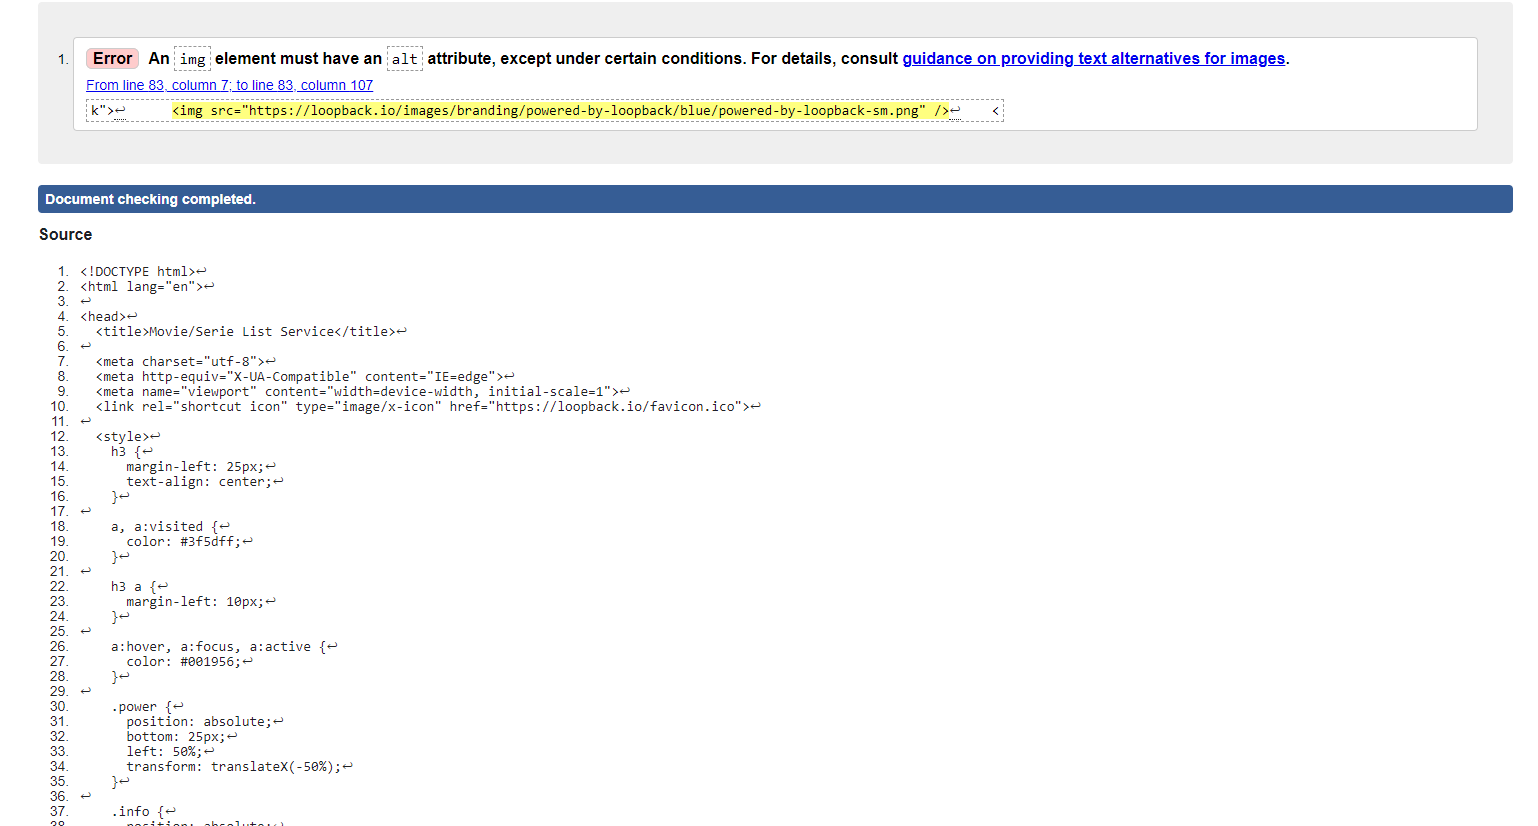 1. Error An img element must have an alt attribute, except under certain conditions. For details, consult guidance on providing text alternatives for images.
From line 83, column 7; to line 83, column 107
k">↩ <img src="https://loopback.io/images/branding/powered-by-loopback/blue/powered-by-loopback-sm.png" />↩ <
Document checking completed.
Source
1. <!DOCTYPE html>↩
2. <html lang="en">↩
3. ↩
4. <head>↩
5. <title>Movie/Serie List Service</title>↩
6. ↩
7. <meta charset="utf-8">↩
8. <meta http-equiv="X-UA-Compatible" content="IE=edge">↩
9. <meta name="viewport" content="width=device-width, initial-scale=1">↩
10. <link rel="shortcut icon" type="image/x-icon" href="https://loopback.io/favicon.ico">↩
11. ↩
12. <style>↩
13. h3 {↩
14. margin-left: 25px;↩
15. text-align: center;↩
16. }↩
17. ↩
18. a, a:visited {↩
19. color: #3f5dff;↩
20. }↩
21. ↩
22. h3 a {↩
23. margin-left: 10px;↩
24. }↩
25. ↩
26. a:hover, a:focus, a:active {↩
27. color: #001956;↩
28. }↩
29. ↩
30. .power {↩
31. position: absolute;↩
32. bottom: 25px;↩
33. left: 50%;↩
34. transform: translateX(-50%);↩
35. }↩
36. ↩
37. .info {↩
38. position: absolute;↩